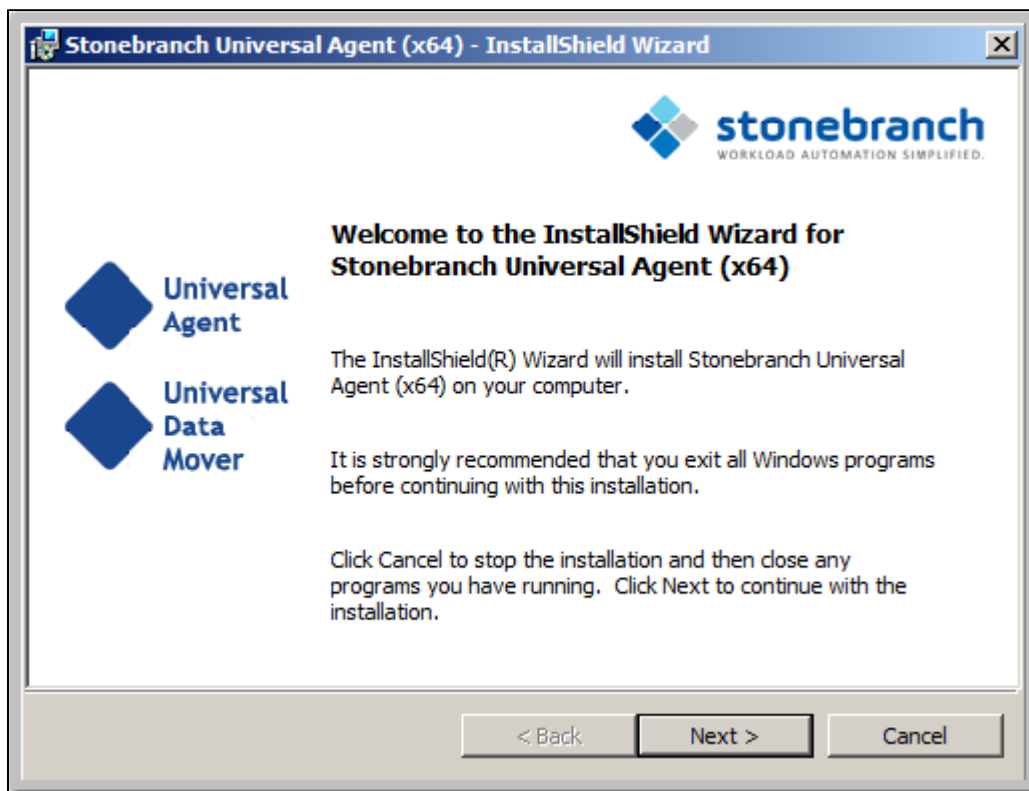 Stonebranch Universal Agent (x64) - InstallShield Wizard
stonebranch
WORKLOAD AUTOMATION SIMPLIFIED.
Welcome to the InstallShield Wizard for
Stonebranch Universal Agent (x64)
Universal
Agent
Universal
Data
Mover
The InstallShield(R) Wizard will install Stonebranch Universal
Agent (x64) on your computer.
It is strongly recommended that you exit all Windows programs
before continuing with this installation.
Click Cancel to stop the installation and then close any
programs you have running.  Click Next to continue with the
installation.
< Back
Next >
Cancel